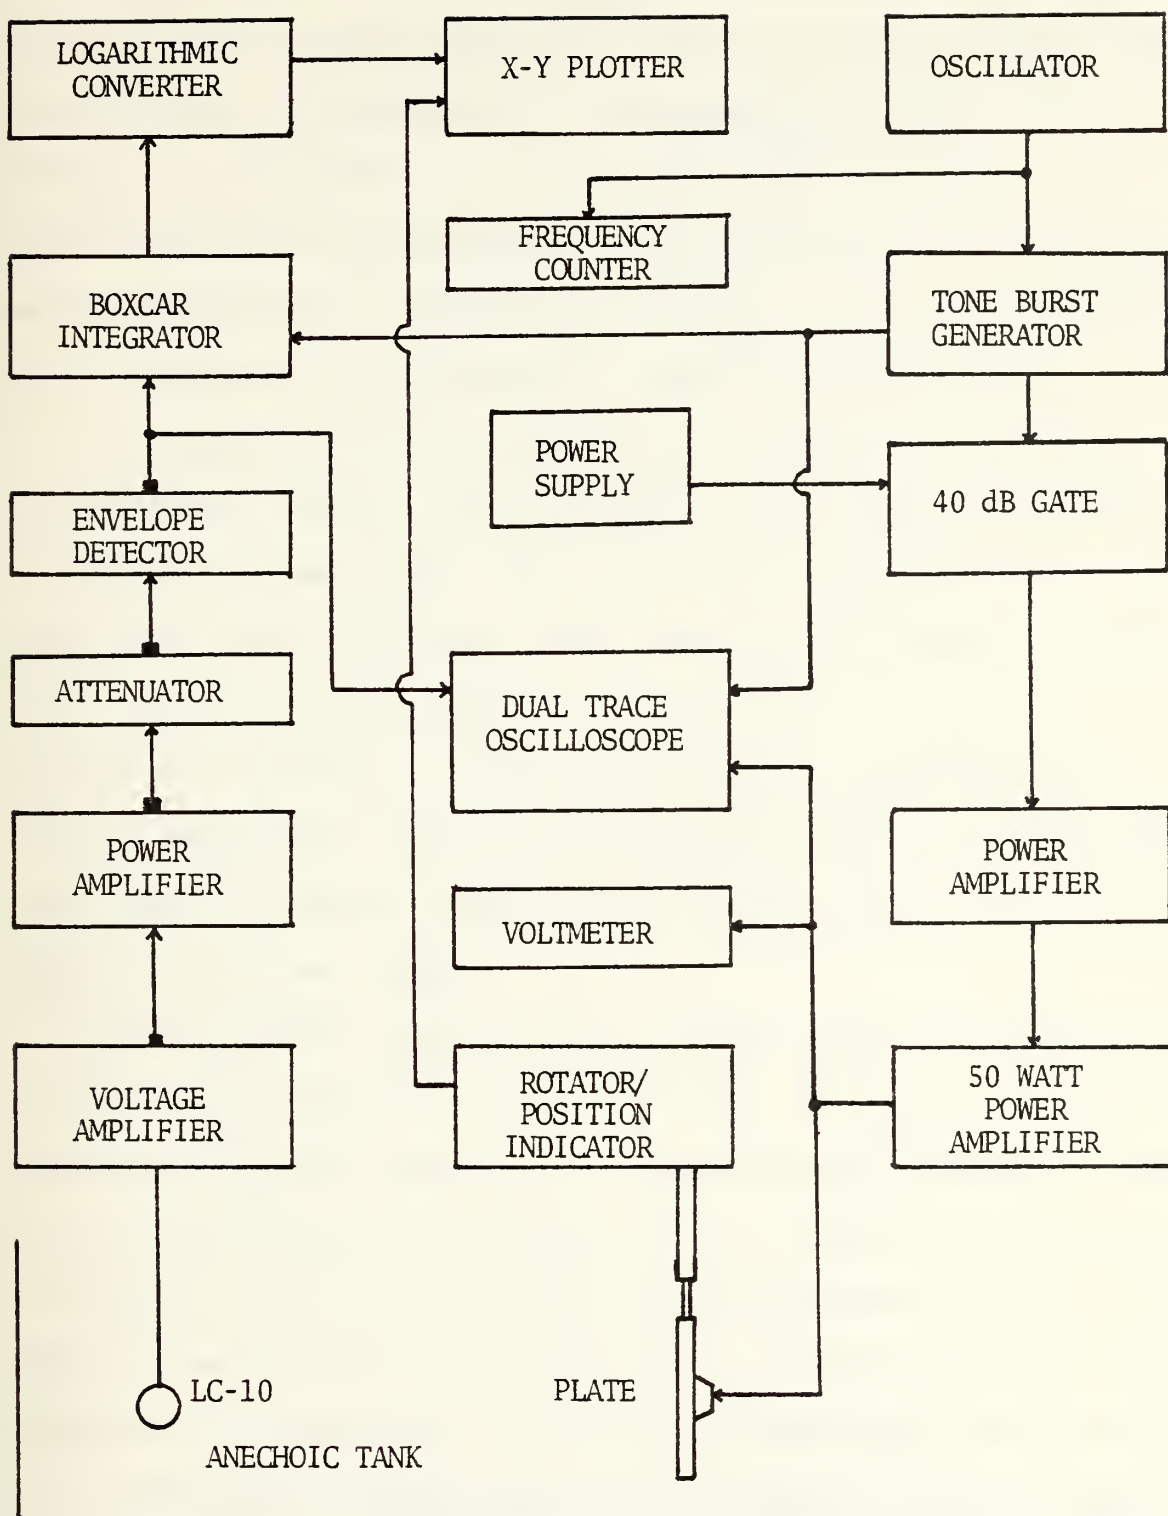 LOGARITHMIC
CONVERTER
X-Y PLOTTER
OSCILLATOR
FREQUENCY
COUNTER
BOXCAR
INTEGRATOR
TONE BURST
GENERATOR
POWER
SUPPLY
40 dB GATE
ENVELOPE
DETECTOR
ATTENUATOR
DUAL TRACE
OSCILLOSCOPE
POWER
AMPLIFIER
POWER
AMPLIFIER
VOLTMETER
VOLTAGE
AMPLIFIER
ROTATOR/
POSITION
INDICATOR
50 WATT
POWER
AMPLIFIER
LC-10
PLATE
ANECHOIC TANK